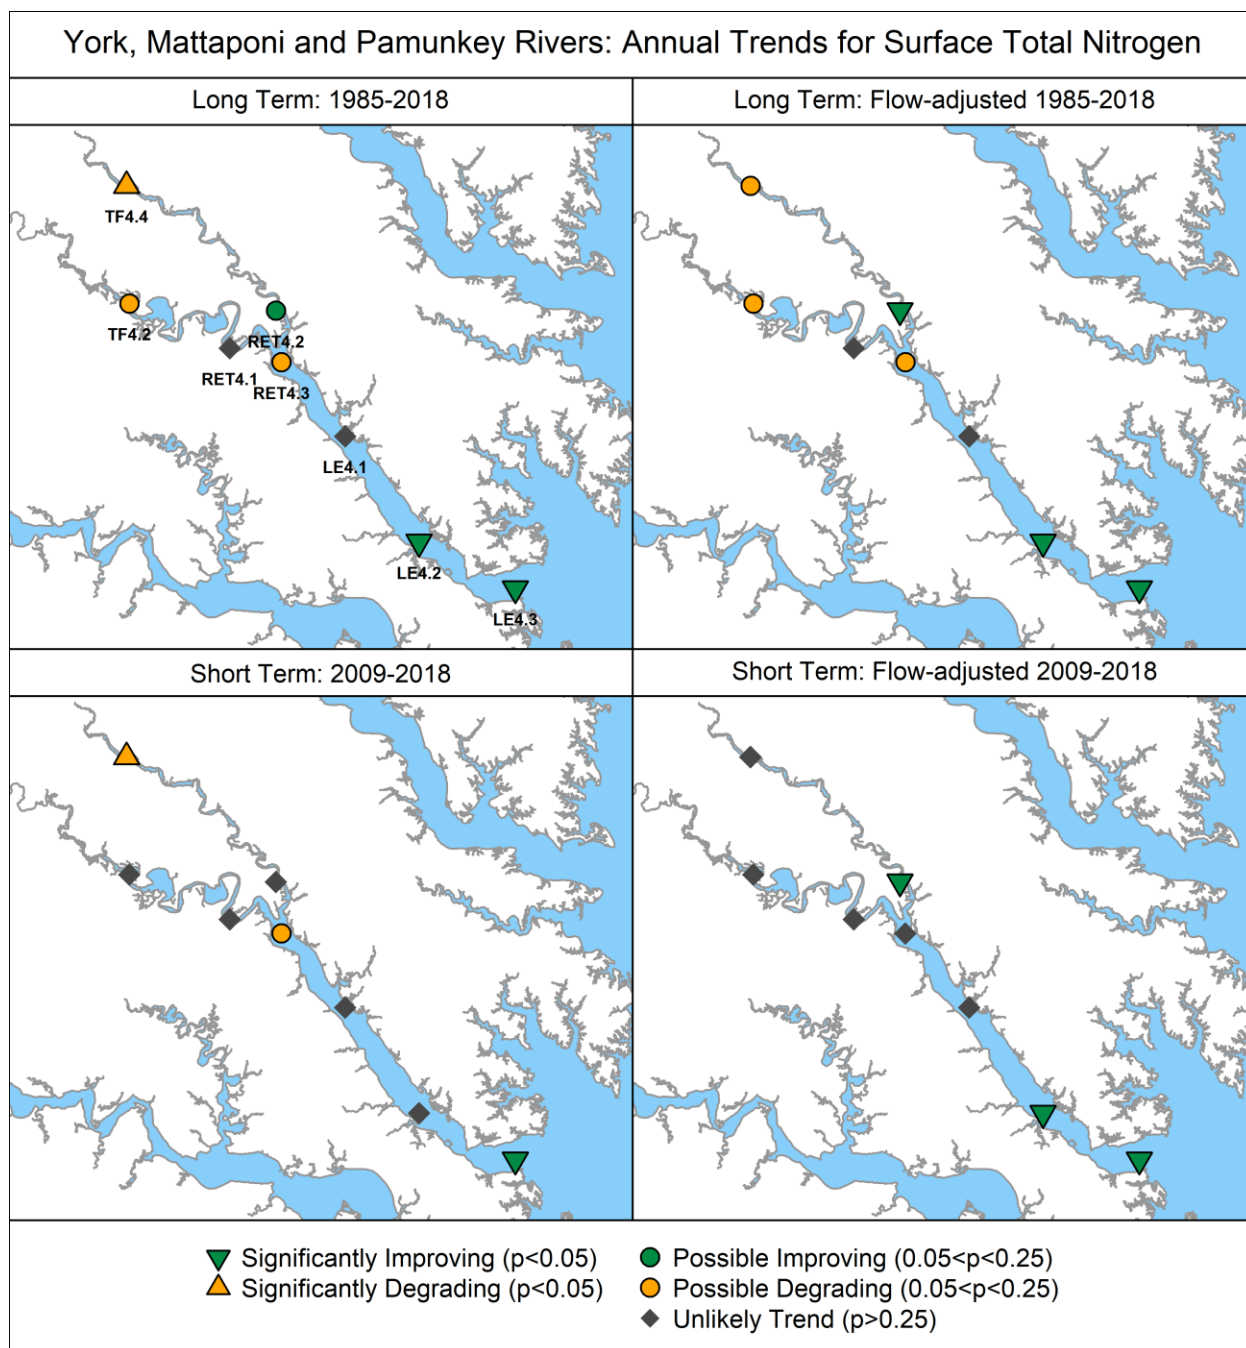 York, Mattaponi and Pamunkey Rivers: Annual Trends for Surface Total Nitrogen
Long Term: 1985-2018
Long Term: Flow-adjusted 1985-2018
TF4.4
TF4.2
RET4.2
RET4.1
RET4.3
LE4.1
LE4.2
LE4.3
Short Term: 2009-2018
Short Term: Flow-adjusted 2009-2018
Significantly Improving (p<0.05)
Significantly Degrading (p<0.05)
Possible Improving (0.05<p<0.25)
Possible Degrading (0.05<p<0.25)
Unlikely Trend (p>0.25)